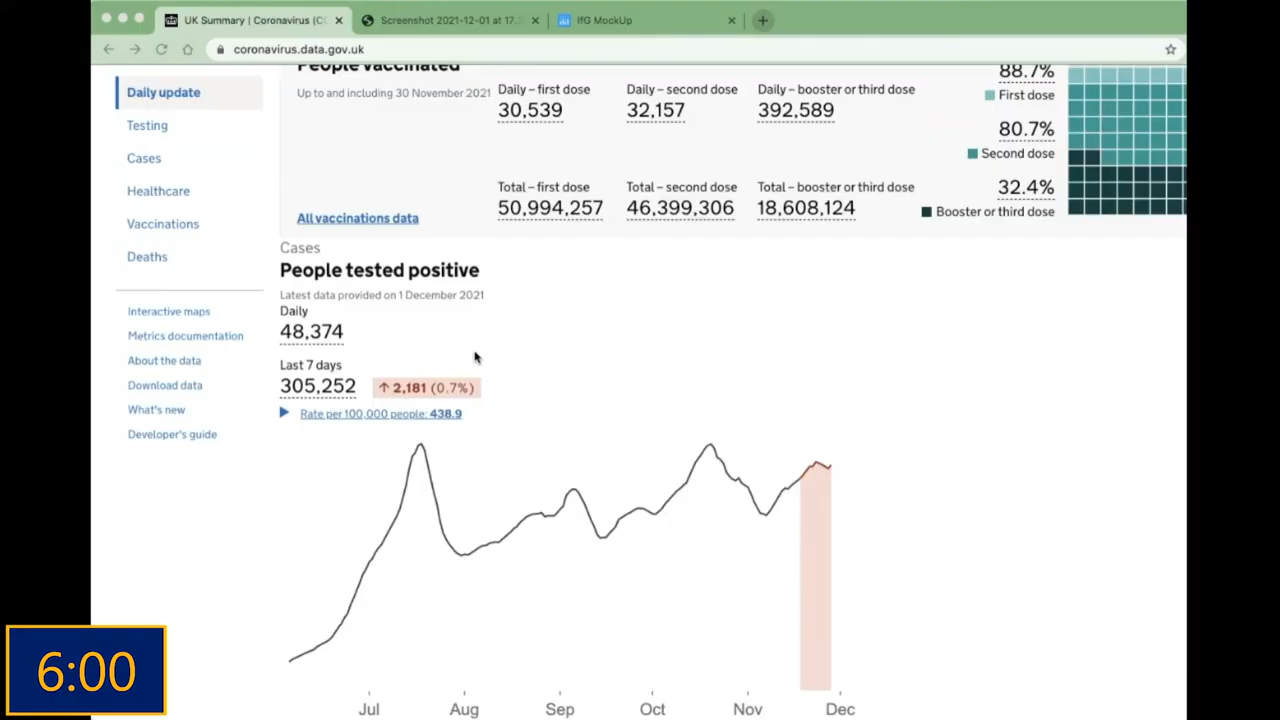 UK Summary | Coronavirus (CO
Screenshot 2021-12-01 at 17.
IfG MockUp
coronavirus.data.gov.uk
Daily update
Testing
Cases
Healthcare
Vaccinations
Deaths
Interactive maps
Metrics documentation
About the data
Download data
What's new
Developer's guide
People vaccinated
Up to and including 30 November 2021
All vaccinations data
Daily – first dose
30,539
Daily – second dose
32,157
Daily – booster or third dose
392,589
Total – first dose
50,994,257
Total – second dose
46,399,306
Total – booster or third dose
18,608,124
88.7%
First dose
80.7%
Second dose
32.4%
Booster or third dose
Cases
People tested positive
Latest data provided on 1 December 2021
Daily
48,374
Last 7 days
305,252 ↑ 2,181 (0.7%)
Rate per 100,000 people: 438.9
Jul Aug Sep Oct Nov Dec
6:00